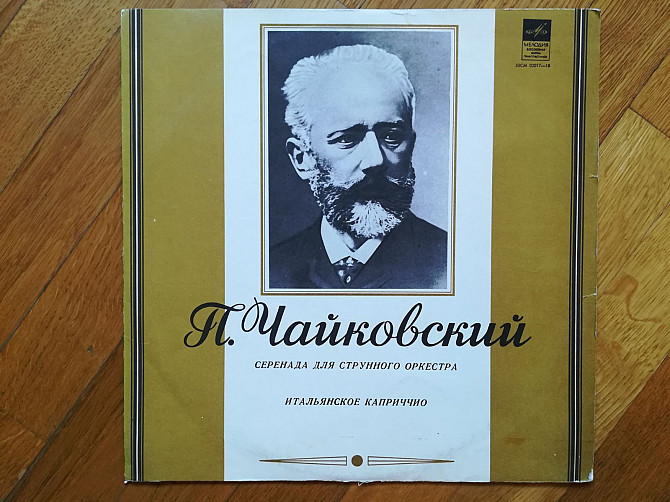 МЕЛОДИЯ
П. Чайковский
СЕРЕНАДА ДЛЯ СТРУННОГО ОРКЕСТРА
ИТАЛЬЯНСКОЕ КАПРИЧЧИО